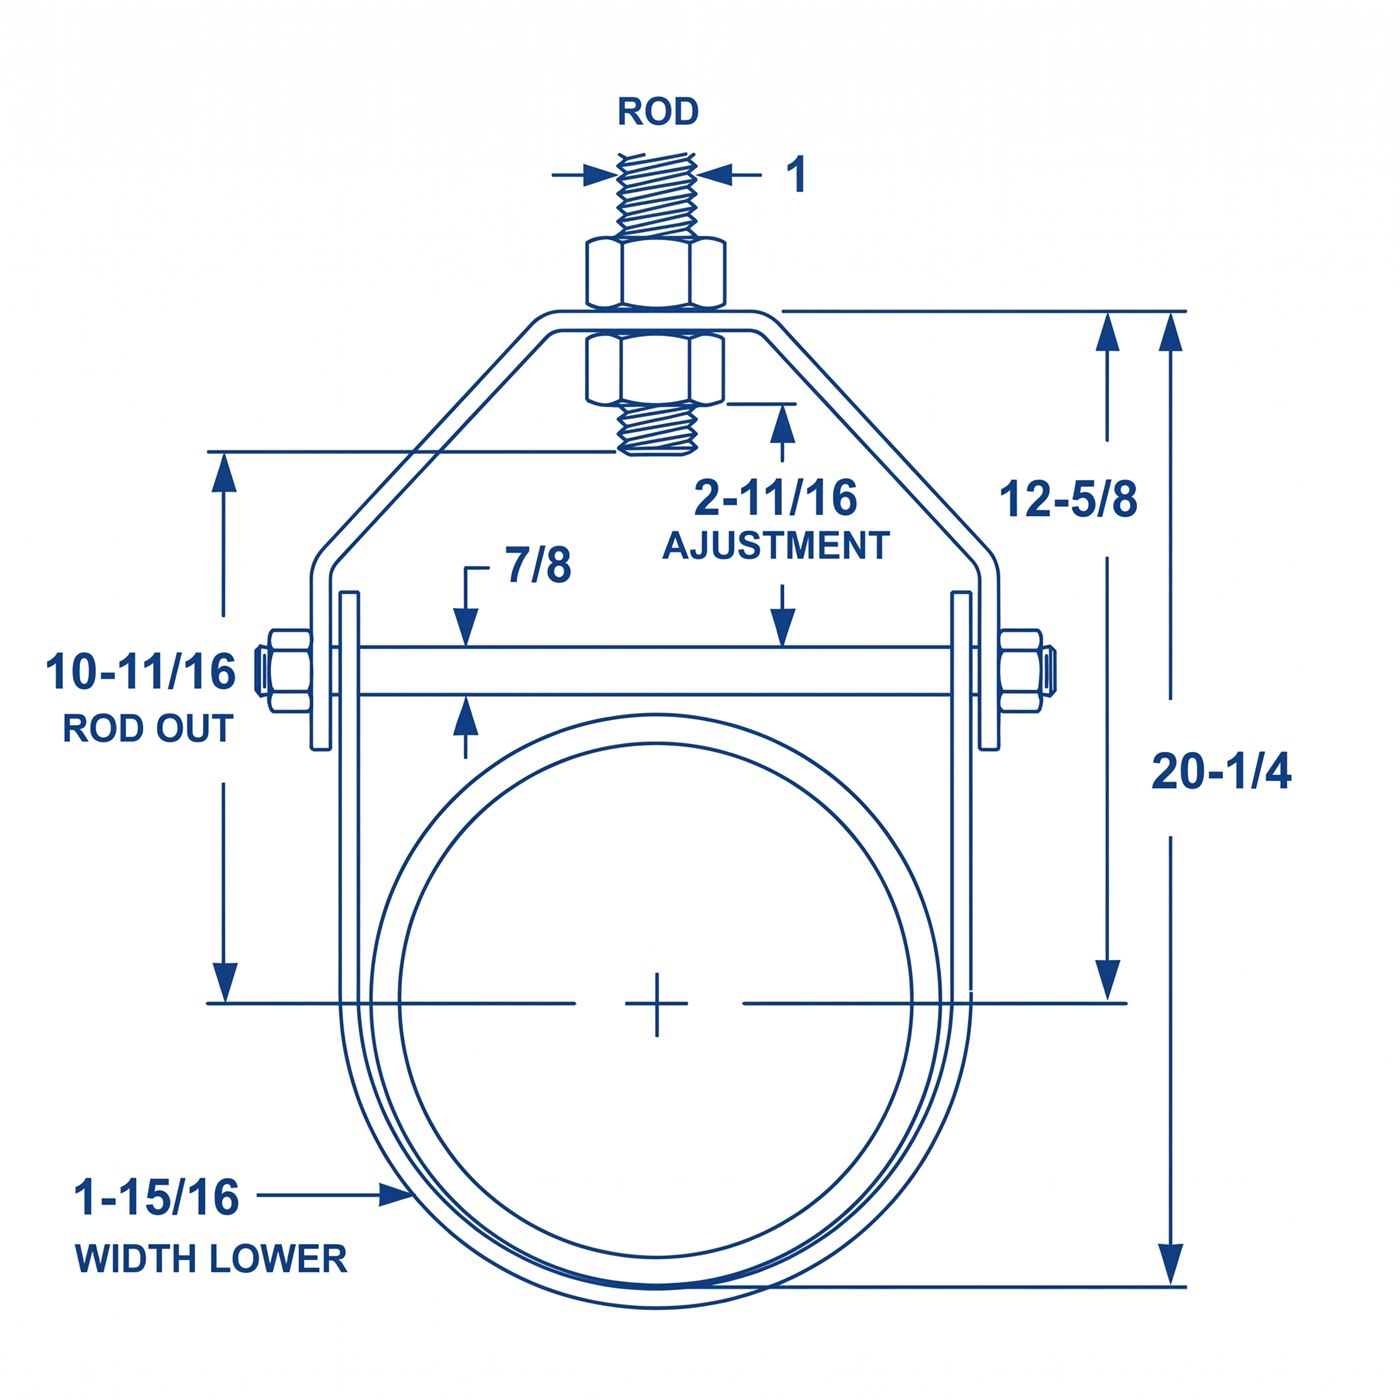 ROD
1
2-11/16
AJUSTMENT
12-5/8
7/8
10-11/16
ROD OUT
20-1/4
1-15/16
WIDTH LOWER